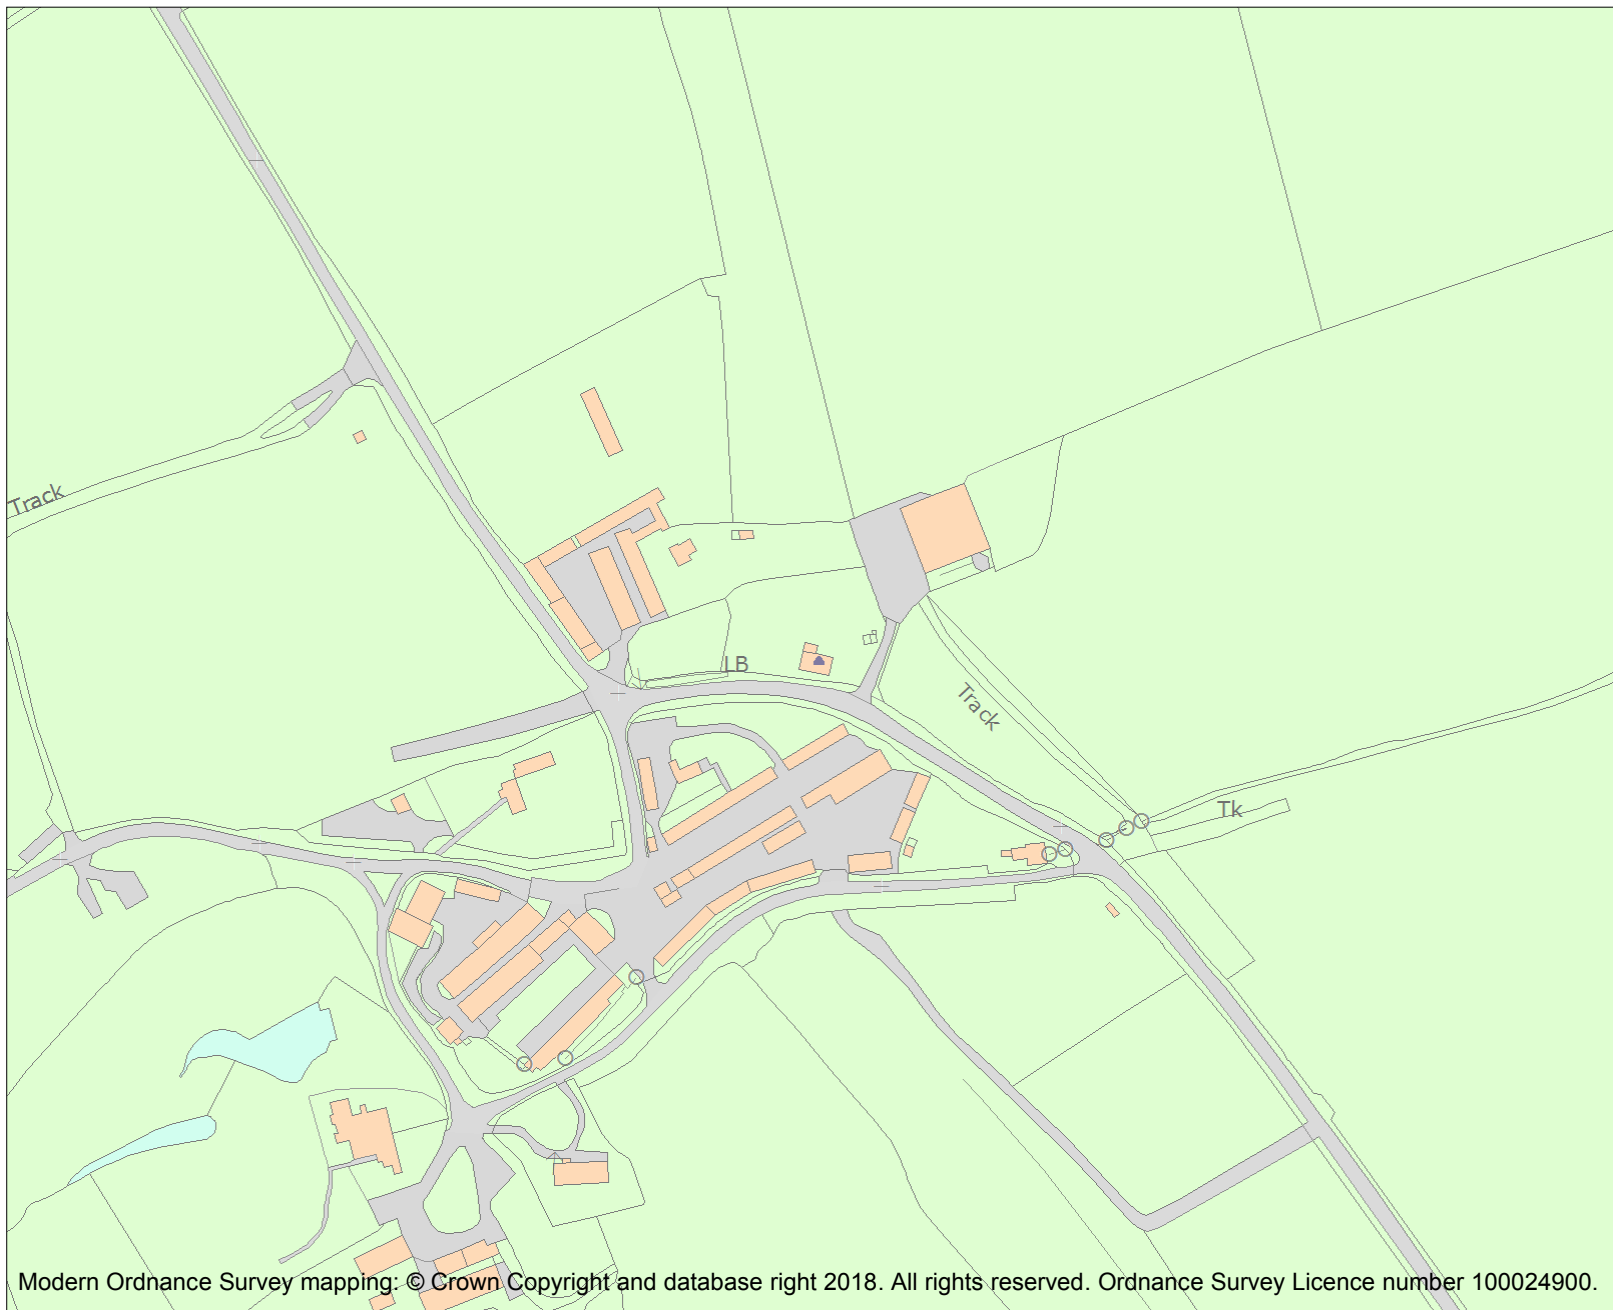 Track
LB
Track
Tk
Modern Ordnance Survey mapping: © Crown Copyright and database right 2018. All rights reserved. Ordnance Survey Licence number 100024900.